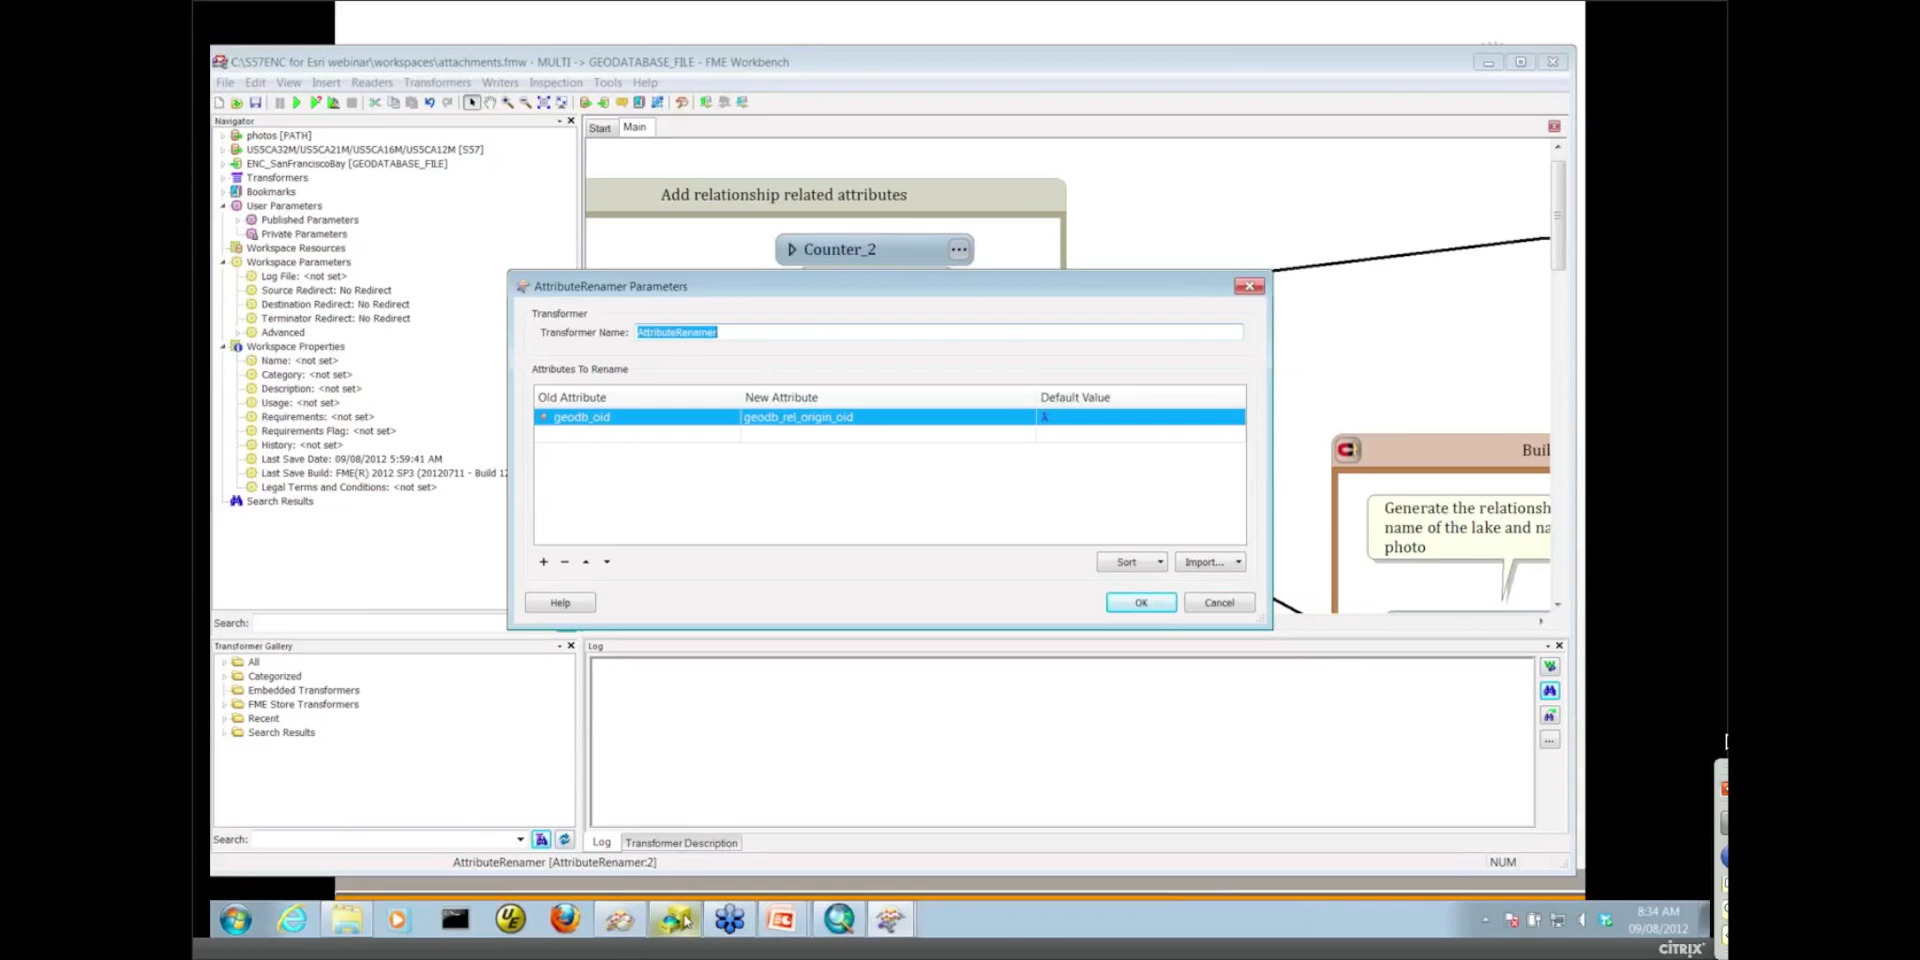 C:\S57ENC for Esri webinar\workspaces\attachments.fmw - MULTI -> GEODATABASE_FILE - FME Workbench
File Edit View Insert Readers Transformers Writers Inspection Tools Help
Navigator
photos [PATH]
US5CA32M/US5CA21M/US5CA16M/US5CA12M [S57]
ENC_SanFranciscoBay [GEODATABASE_FILE]
Transformers
Bookmarks
User Parameters
Published Parameters
Private Parameters
Workspace Resources
Workspace Parameters
Log File: <not set>
Source Redirect: No Redirect
Destination Redirect: No Redirect
Terminator Redirect: No Redirect
Advanced
Workspace Properties
Name: <not set>
Category: <not set>
Description: <not set>
Usage: <not set>
Requirements: <not set>
Requirements Flag: <not set>
History: <not set>
Last Save Date: 09/08/2012 5:59:41 AM
Last Save Build: FME(R) 2012 SP3 (20120711 - Build 12
Legal Terms and Conditions: <not set>
Search Results
Search:
Start Main
Add relationship related attributes
Counter_2
AttributeRenamer Parameters
Transformer
Transformer Name: AttributeRenamer
Attributes To Rename
Old Attribute New Attribute Default Value
geodb_oid geodb_rel_origin_oid
Sort Import...
Help OK Cancel
Buil
Generate the relationsh
name of the lake and na
photo
Transformer Gallery
All
Categorized
Embedded Transformers
FME Store Transformers
Recent
Search Results
Search:
Log
Log Transformer Description
AttributeRenamer [AttributeRenamer:2] NUM
8:34 AM
09/08/2012
CITRIX